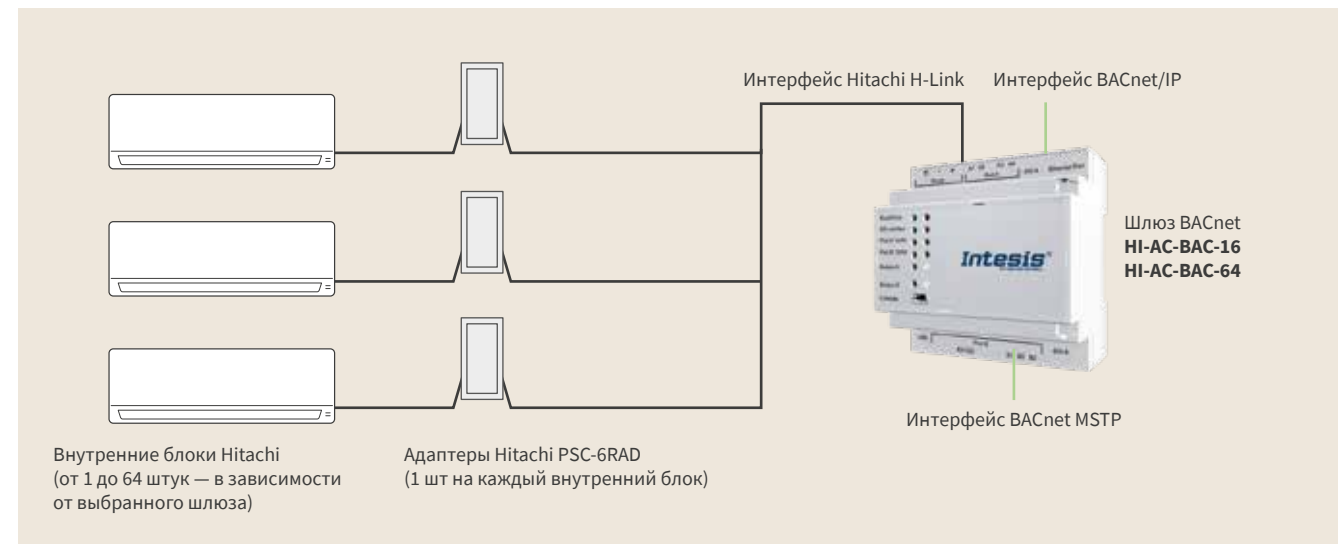 Интерфейс Hitachi H-Link
Интерфейс BACnet/IP
Шлюз BACnet
HI-AC-BAC-16
HI-AC-BAC-64
Intesis
Интерфейс BACnet MSTP
Внутренние блоки Hitachi
(от 1 до 64 штук — в зависимости
от выбранного шлюза)
Адаптеры Hitachi PSC-6RAD
(1 шт на каждый внутренний блок)